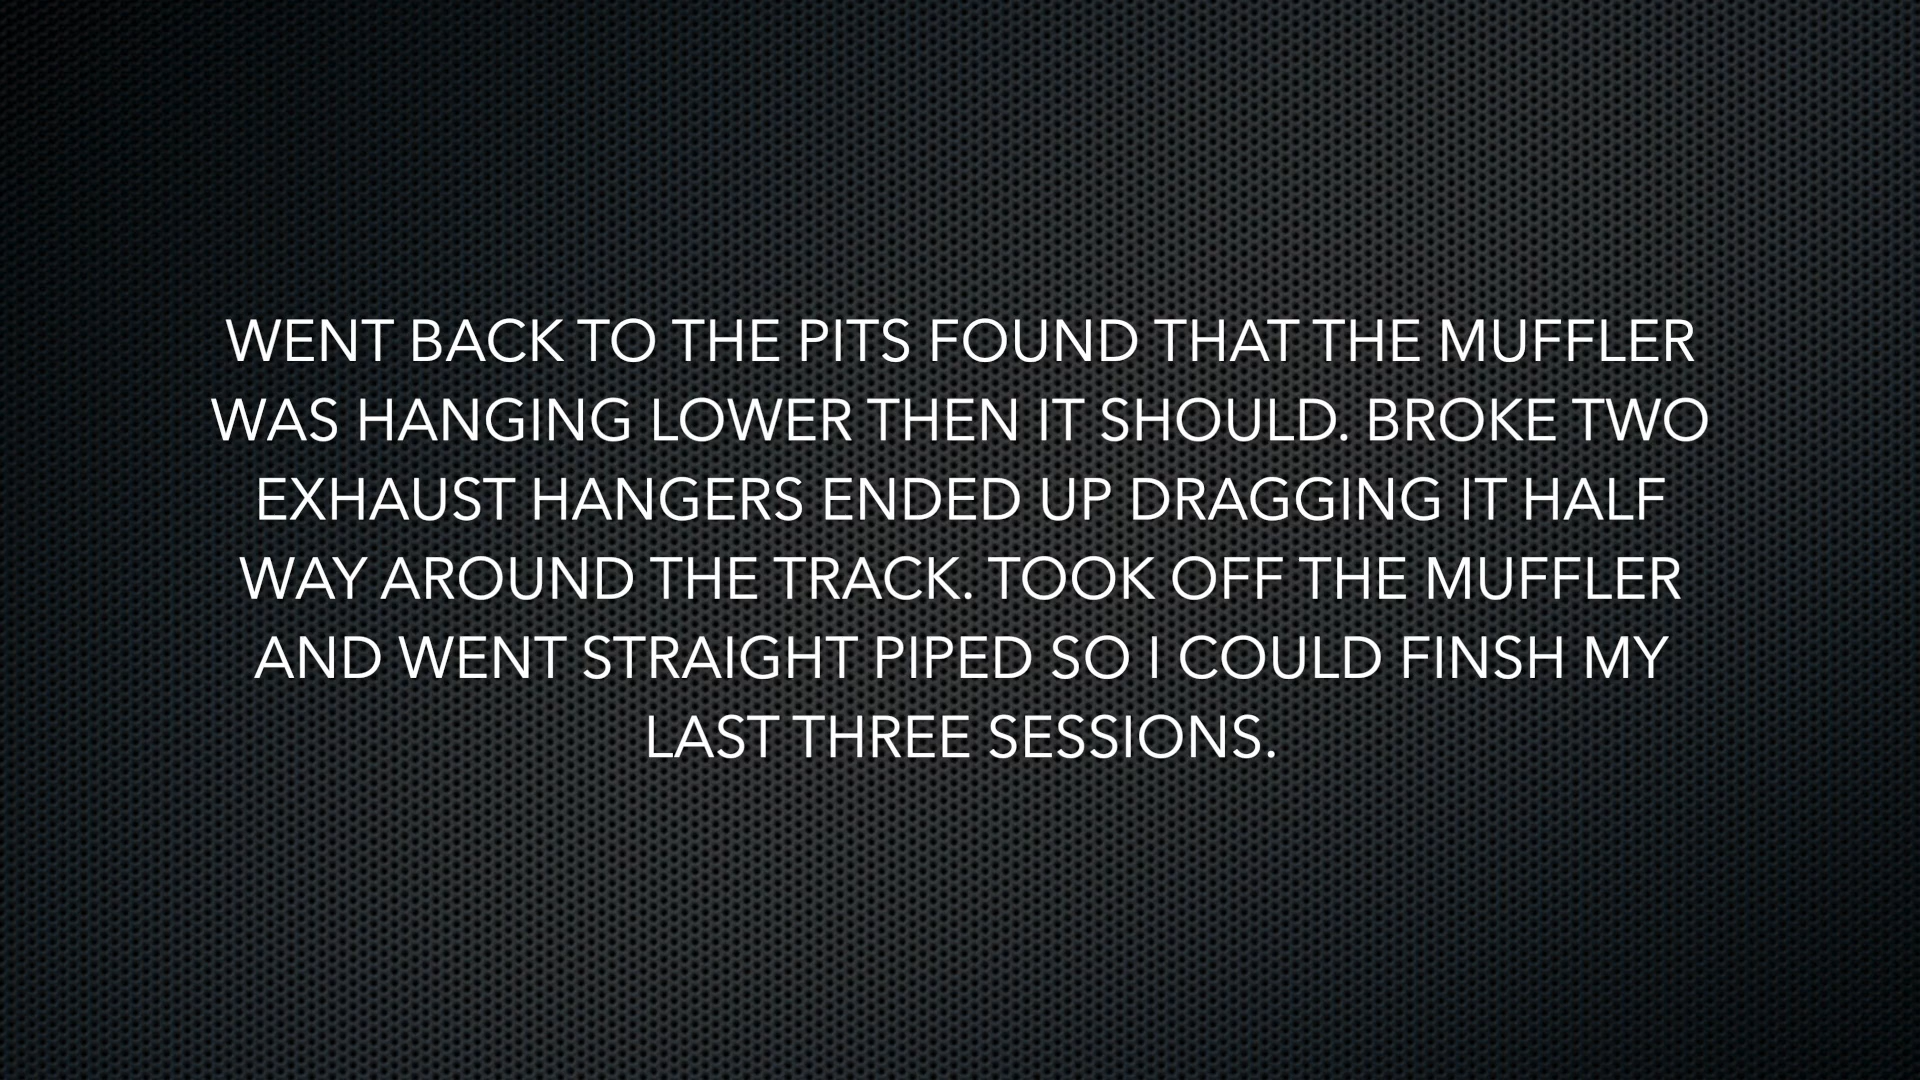 WENT BACK TO THE PITS FOUND THAT THE MUFFLER
WAS HANGING LOWER THEN IT SHOULD. BROKE TWO
EXHAUST HANGERS ENDED UP DRAGGING IT HALF
WAY AROUND THE TRACK. TOOK OFF THE MUFFLER
AND WENT STRAIGHT PIPED SO I COULD FINSH MY
LAST THREE SESSIONS.